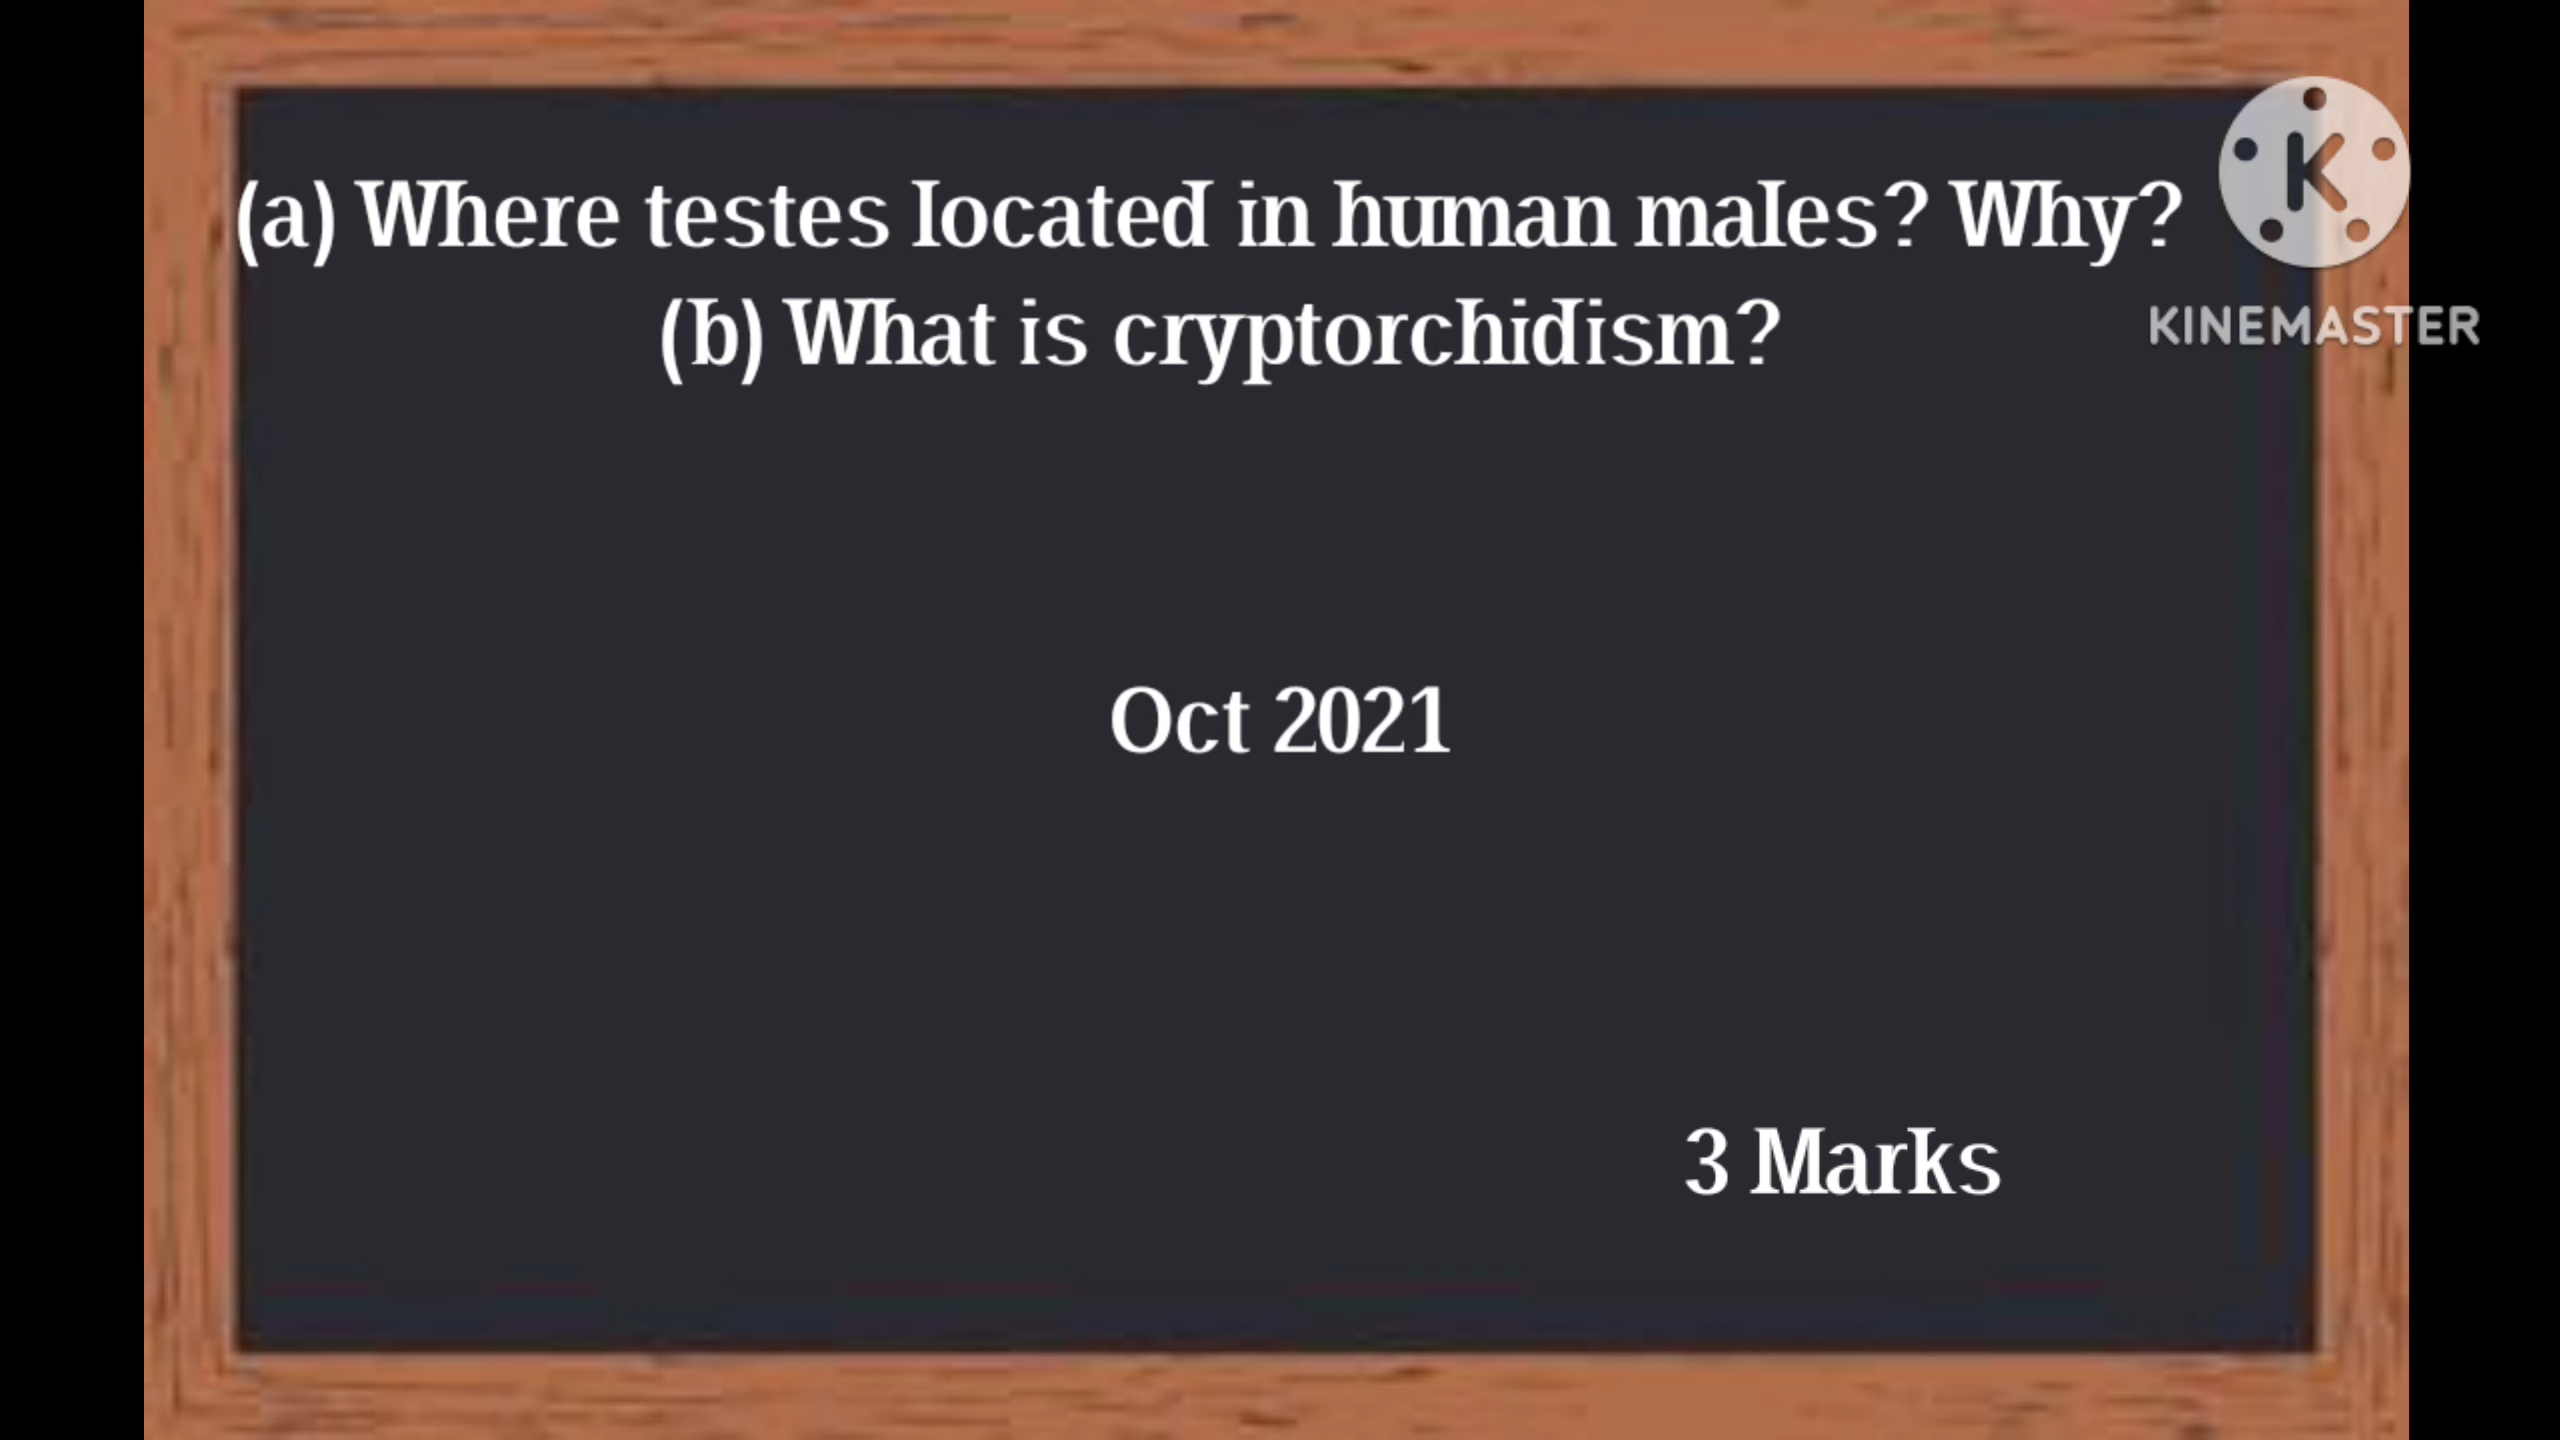 (a) Where testes located in human males? Why?
(b) What is cryptorchidism?
K
KINEMASTER
Oct 2021
3 Marks